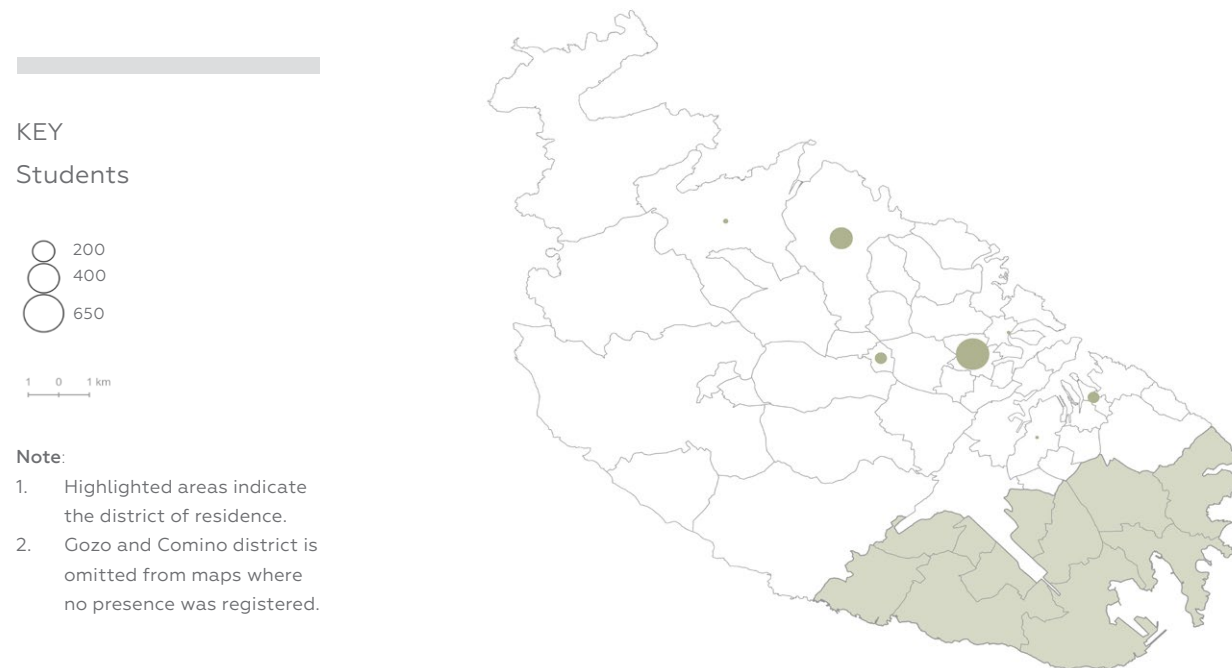 KEY
Students
200
400
650
1 0 1 km
Note:
1. Highlighted areas indicate
the district of residence.
2. Gozo and Comino district is
omitted from maps where
no presence was registered.